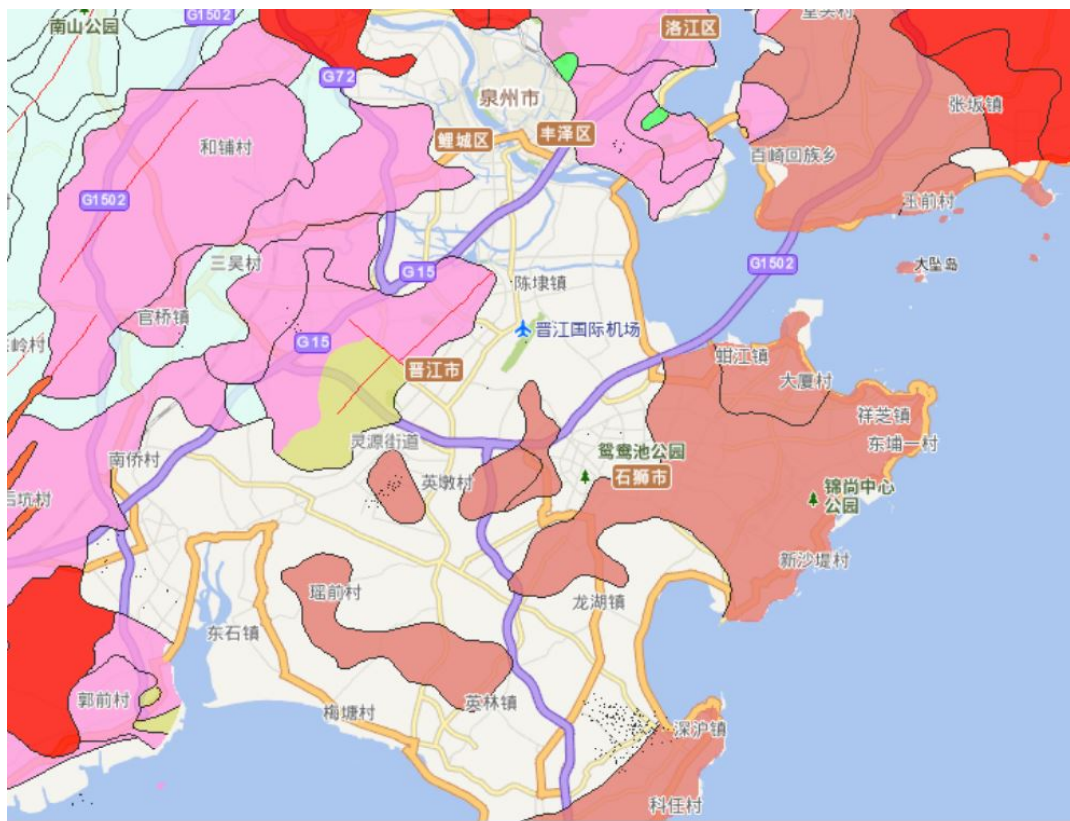 南山公园
G1502
洛江区
G72
泉州市
张坂镇
和铺村
鲤城区
丰泽区
百崎回族乡
G1502
玉前村
三吴村
G15
陈埭镇
G1502
大坠岛
官桥镇
晋江国际机场
岭村
G15
晋江市
蚶江镇
大厦村
祥芝镇
灵源街道
东埔一村
南侨村
英墩村
鸳鸯池公园
石狮市
锦尚中心
公园
后坑村
新沙堤村
瑶前村
龙湖镇
东石镇
郭前村
英林镇
梅塘村
深沪镇
科任村